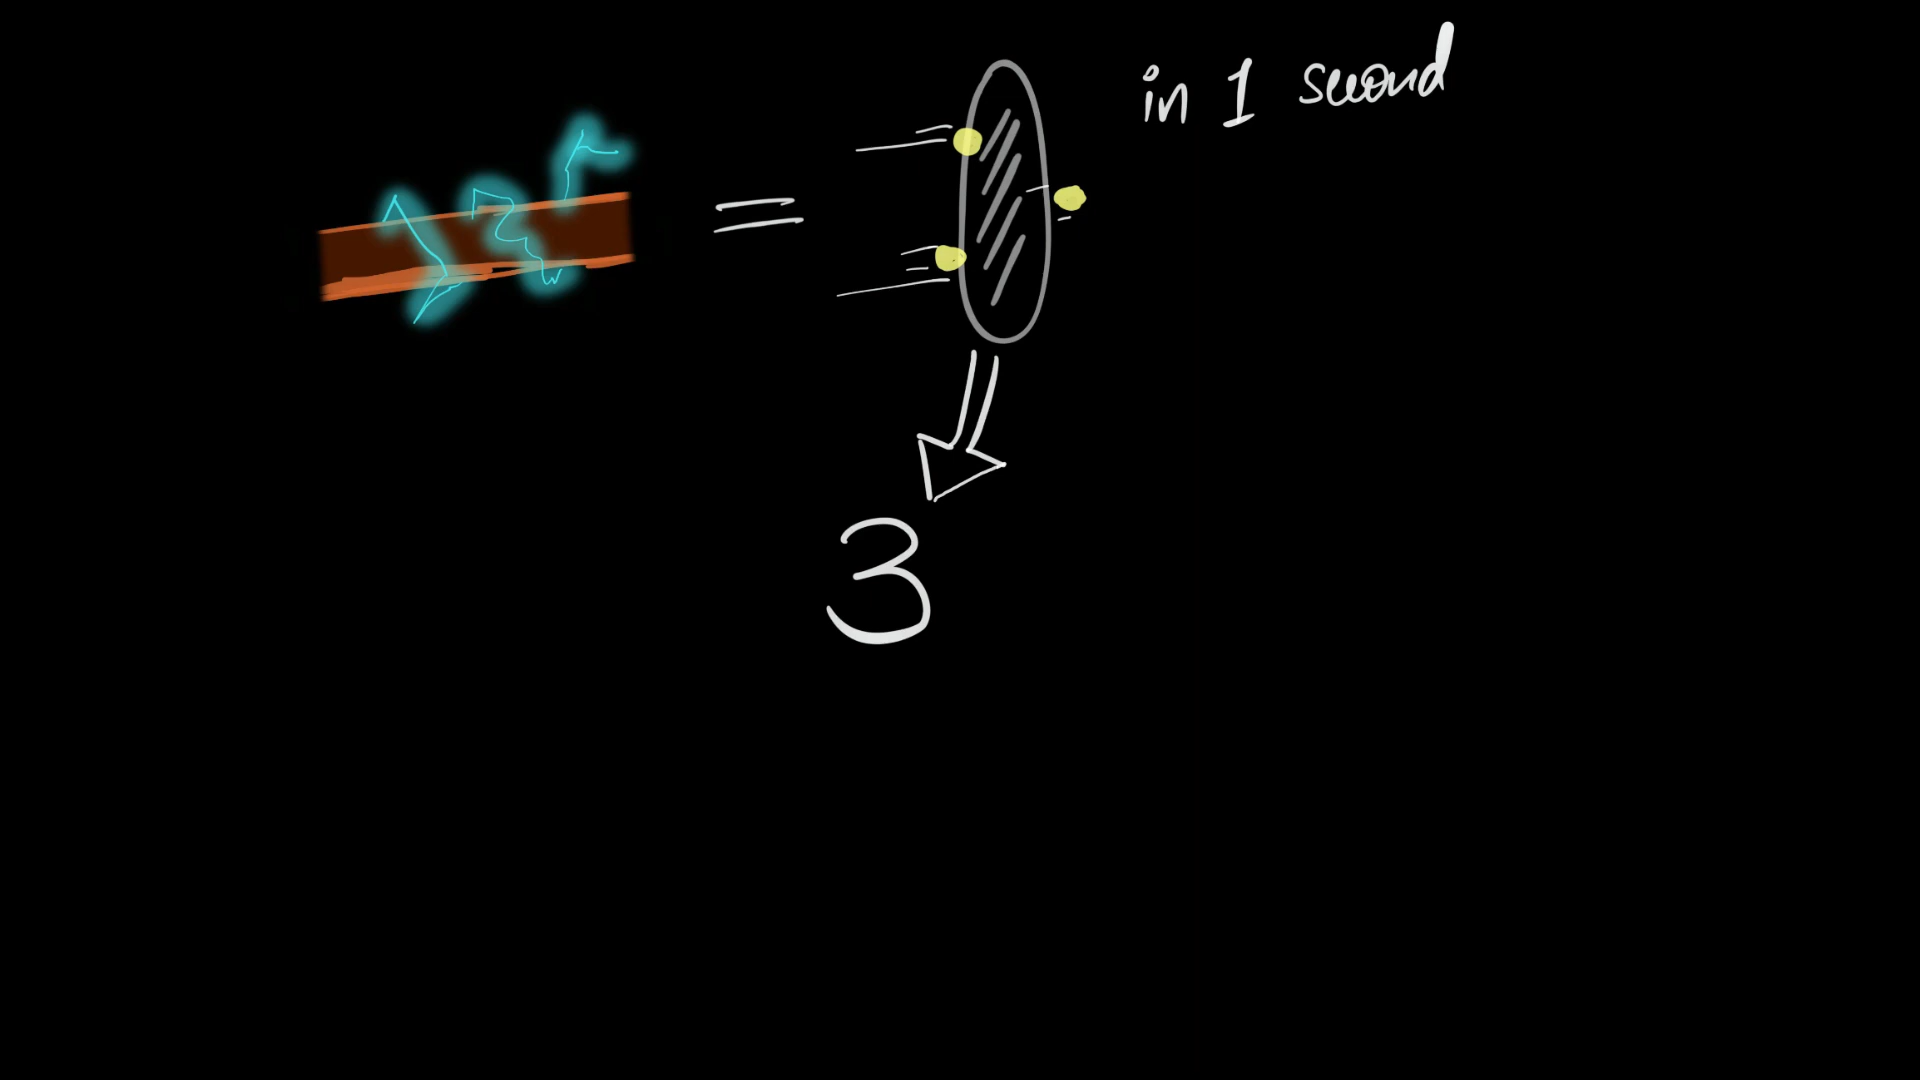 =
in 1 second
3